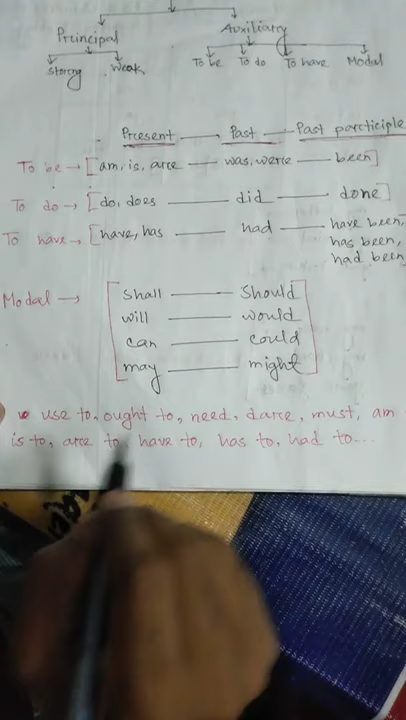 Principal Auxiliary
Strong Weak To be To do To have Modal
Present — Past — Past participle
To be → [am, is, are — was, were — been]
To do → [do, does — did — done]
To have → [have, has — had — have been,
has been,
had been
Modal → shall — should
will — would
can — could
may — might
use to, ought to, need, dare, must, am
is to, are to, have to, has to, had to...